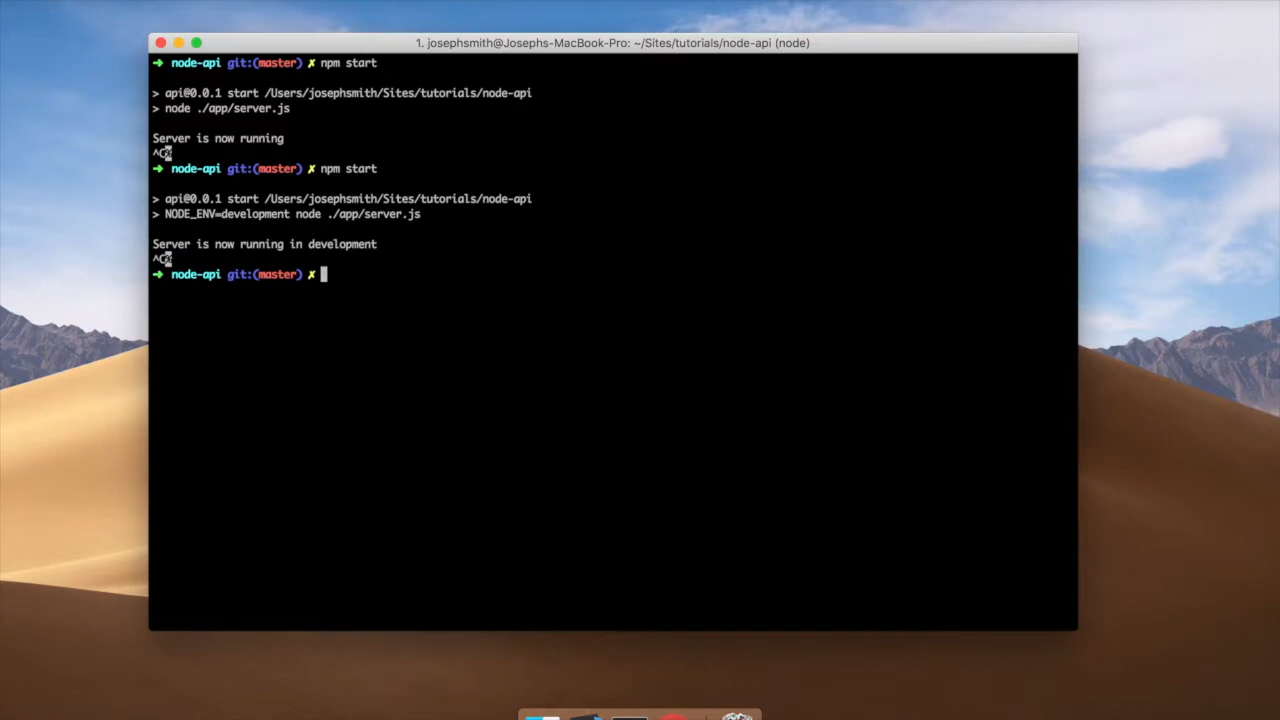 1. josephsmith@Josephs-MacBook-Pro: ~/Sites/tutorials/node-api (node)
➜ node-api git:(master) ✗ npm start
> api@0.0.1 start /Users/josephsmith/Sites/tutorials/node-api
> node ./app/server.js
Server is now running
^C%
➜ node-api git:(master) ✗ npm start
> api@0.0.1 start /Users/josephsmith/Sites/tutorials/node-api
> NODE_ENV=development node ./app/server.js
Server is now running in development
^C%
➜ node-api git:(master) ✗